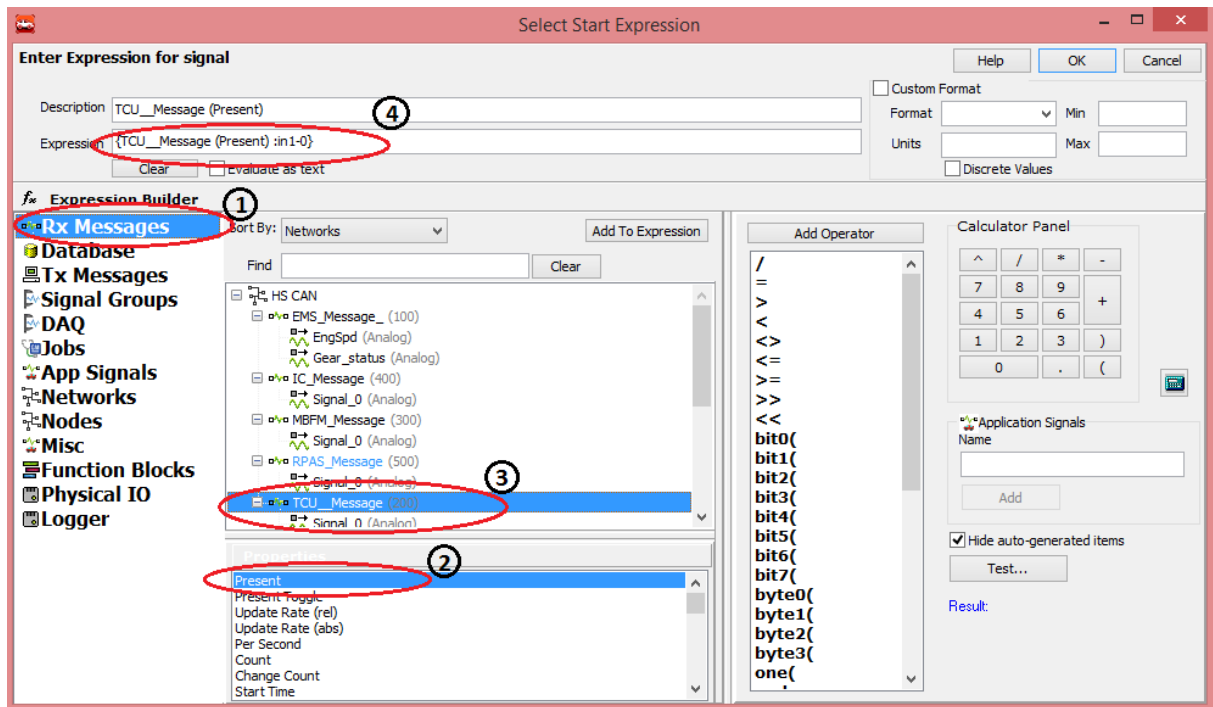 Select Start Expression
Enter Expression for signal
Help
OK
Cancel
Custom Format
Description
TCU__Message (Present)
4
Format
Min
Expression
{TCU__Message (Present) :in1-0}
Units
Max
Clear
Evaluate as text
Discrete Values
fx Expression Builder
1
Rx Messages
Database
Tx Messages
Signal Groups
DAQ
Jobs
App Signals
Networks
Nodes
Misc
Function Blocks
Physical IO
Logger
Sort By:
Networks
Add To Expression
Find
Clear
HS CAN
EMS_Message_ (100)
EngSpd (Analog)
Gear_status (Analog)
IC_Message (400)
Signal_0 (Analog)
MBFM_Message (300)
Signal_0 (Analog)
RPAS_Message (500)
Signal_0 (Analog)
3
TCU__Message (200)
Signal_0 (Analog)
Properties
2
Present
Present Toggle
Update Rate (rel)
Update Rate (abs)
Per Second
Count
Change Count
Start Time
Add Operator
/
=
>
<
<>
<=
>=
>>
<<
bit0(
bit1(
bit2(
bit3(
bit4(
bit5(
bit6(
bit7(
byte0(
byte1(
byte2(
byte3(
one(
Calculator Panel
^ / * -
7 8 9 +
4 5 6
1 2 3 )
0 . (
Application Signals
Name
Add
Hide auto-generated items
Test...
Result: